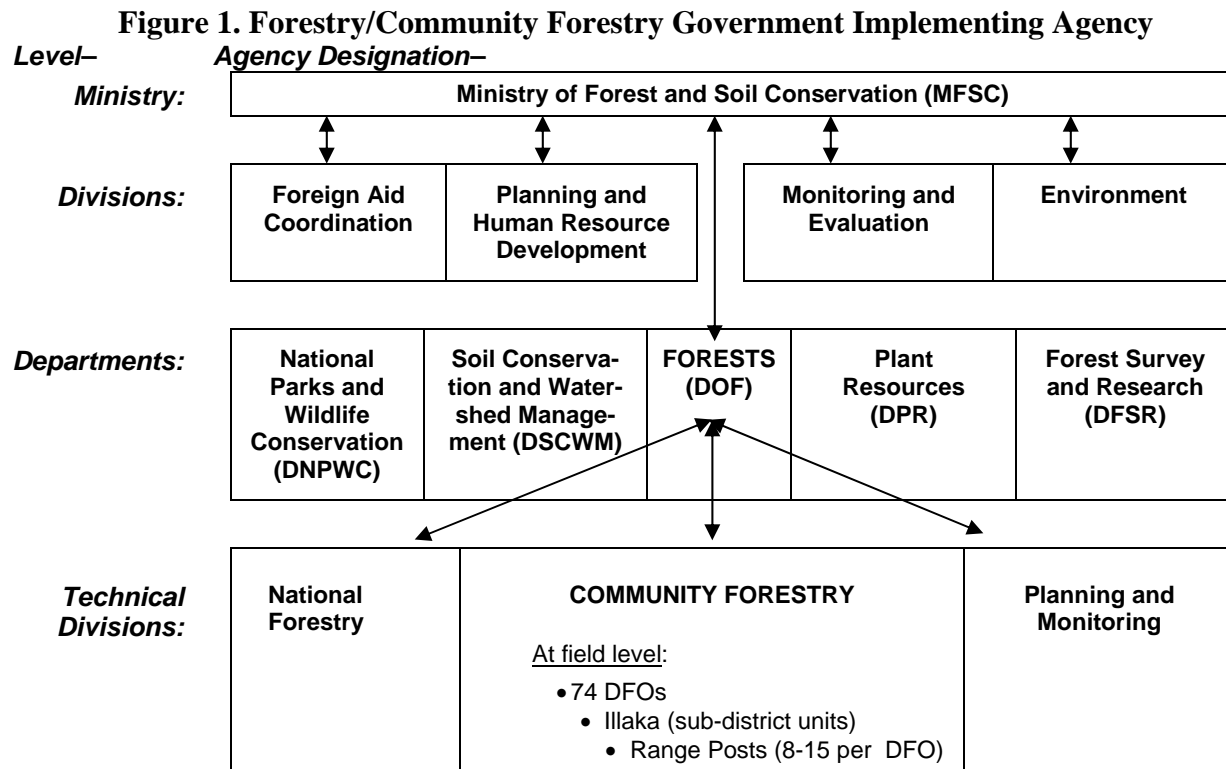 Figure 1. Forestry/Community Forestry Government Implementing Agency
Level– Agency Designation–
Ministry: Ministry of Forest and Soil Conservation (MFSC)
Divisions:
Foreign Aid
Coordination
Planning and
Human Resource
Development
Monitoring and
Evaluation
Environment
Departments:
National
Parks and
Wildlife
Conservation
(DNPWC)
Soil Conserva-
tion and Water-
shed Manage-
ment (DSCWM)
FORESTS
(DOF)
Plant
Resources
(DPR)
Forest Survey
and Research
(DFSR)
Technical
Divisions:
National
Forestry
COMMUNITY FORESTRY
At field level:
• 74 DFOs
• Illaka (sub-district units)
• Range Posts (8-15 per DFO)
Planning and
Monitoring